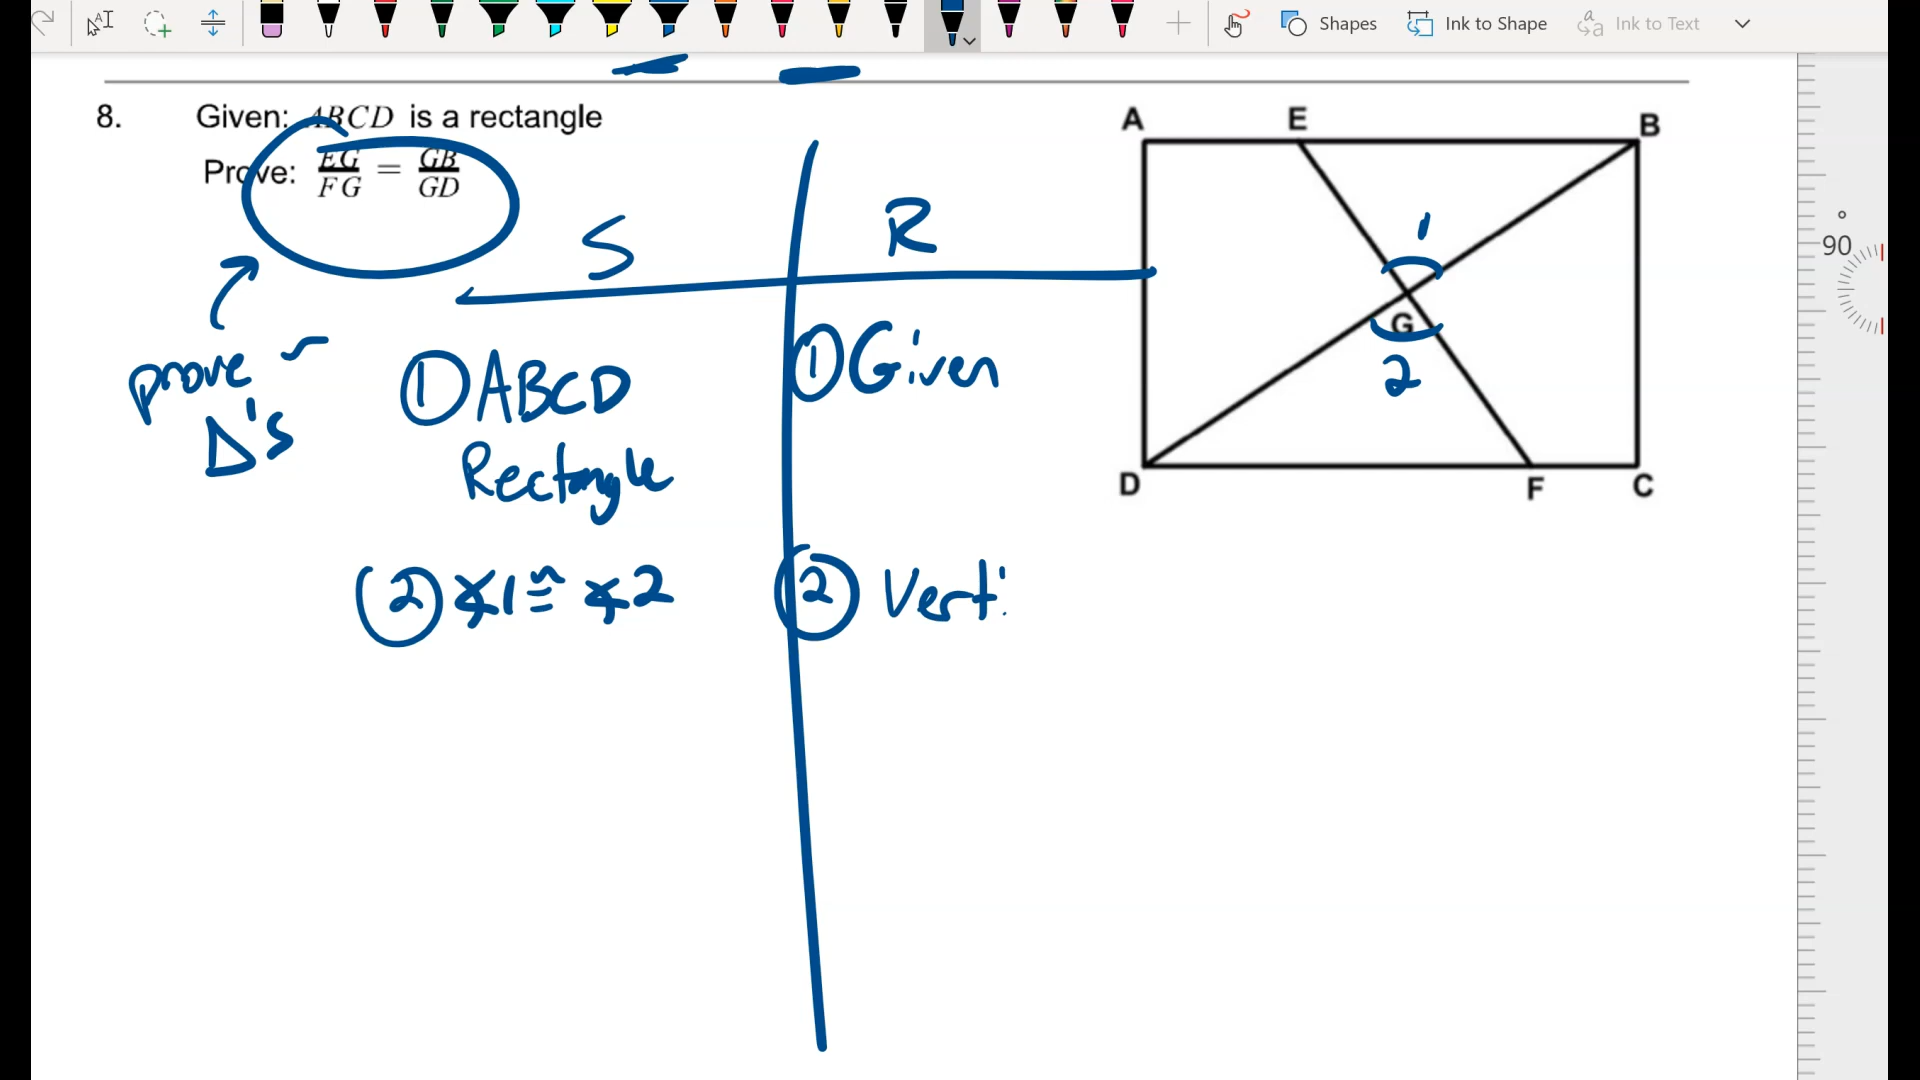 Shapes
Ink to Shape
Ink to Text
8. Given: ABCD is a rectangle
Prove: EG/FG = GB/GD
S R
prove ~
Δ's
① ABCD
Rectangle
① Given
② ∢1 ≅ ∢2
② Vert
A E B
1
G
2
D F C
90